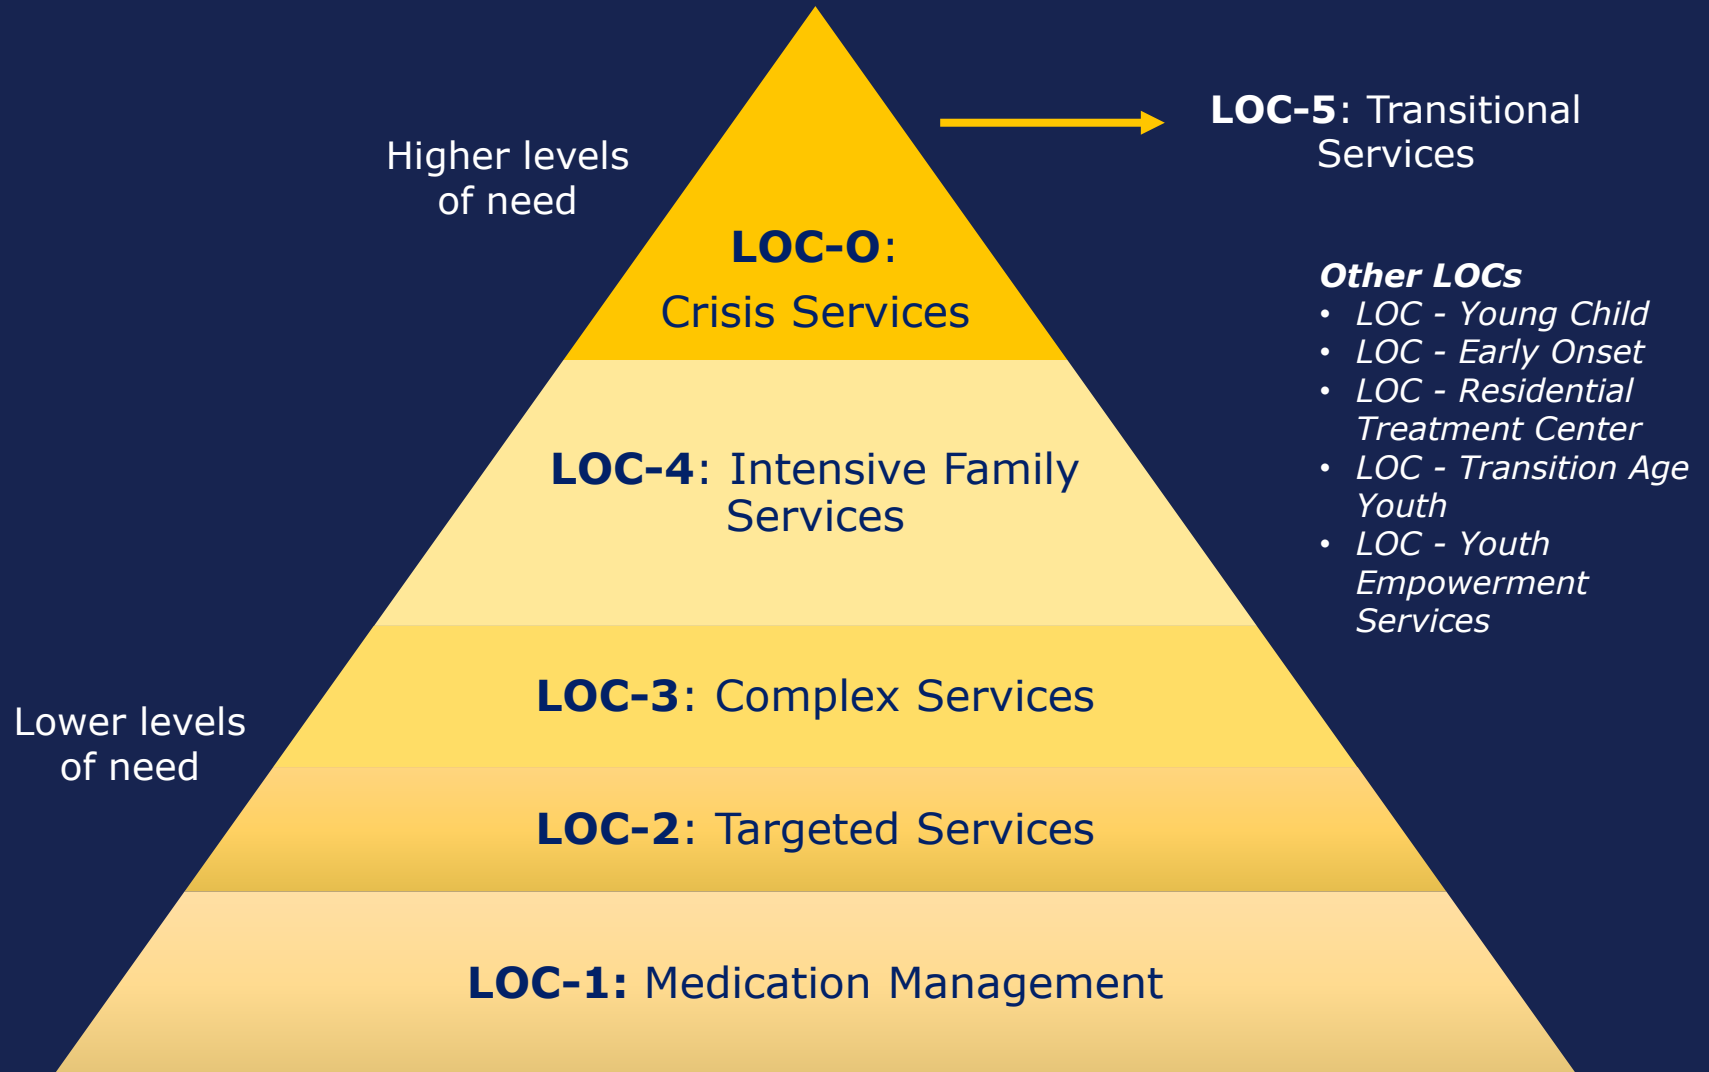 LOC-5: Transitional
Services
Higher levels
of need
LOC-O:
Crisis Services
Other LOCs
• LOC - Young Child
• LOC - Early Onset
• LOC - Residential
Treatment Center
• LOC - Transition Age
Youth
• LOC - Youth
Empowerment
Services
LOC-4: Intensive Family
Services
LOC-3: Complex Services
Lower levels
of need
LOC-2: Targeted Services
LOC-1: Medication Management